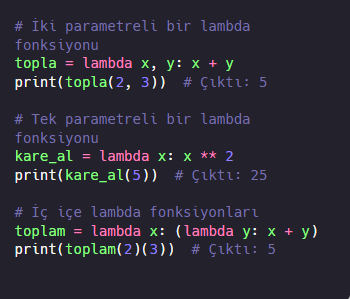 # İki parametreli bir lambda
fonksiyonu
topla = lambda x, y: x + y
print(topla(2, 3))  # Çıktı: 5

# Tek parametreli bir lambda
fonksiyonu
kare_al = lambda x: x ** 2
print(kare_al(5))  # Çıktı: 25

# İç içe lambda fonksiyonları
toplam = lambda x: (lambda y: x + y)
print(toplam(2)(3))  # Çıktı: 5